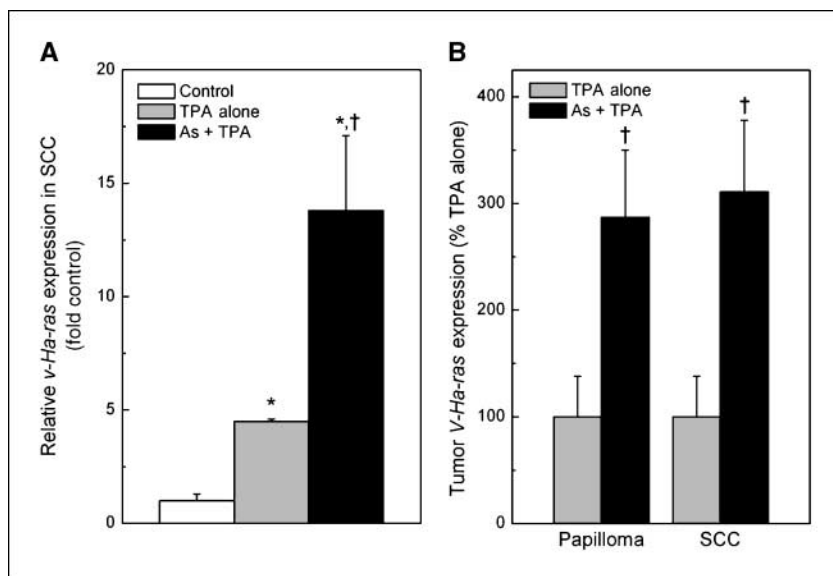 A
Relative v-Ha-ras expression in SCC
(fold control)
20
15
10
5
0
Control
TPA alone
As + TPA
*
*,†
B
Tumor V-Ha-ras expression (% TPA alone)
400
300
200
100
0
TPA alone
As + TPA
†
†
Papilloma
SCC